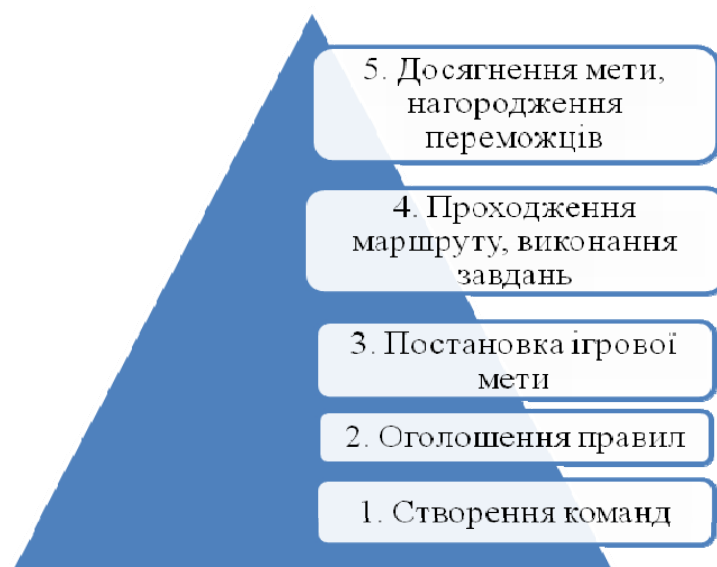 5. Досягнення мети,
нагородження
переможців
4. Проходження
маршруту, виконання
завдань
3. Постановка ігрової
мети
2. Оголошення правил
1. Створення команд